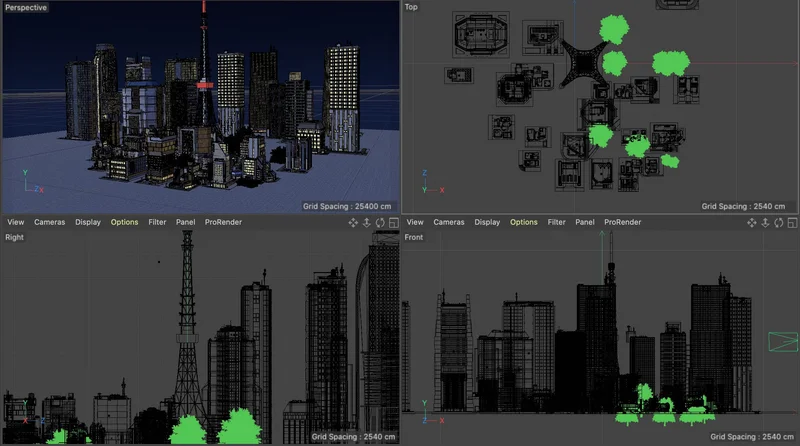 Perspective
Y
Z X
Grid Spacing : 25400 cm
Top
Z
Y X
Grid Spacing : 2540 cm
View Cameras Display Options Filter Panel ProRender
View Cameras Display Options Filter Panel ProRender
Right
Y
X Z
Grid Spacing : 2540 cm
Front
Y
Z X
Grid Spacing : 2540 cm